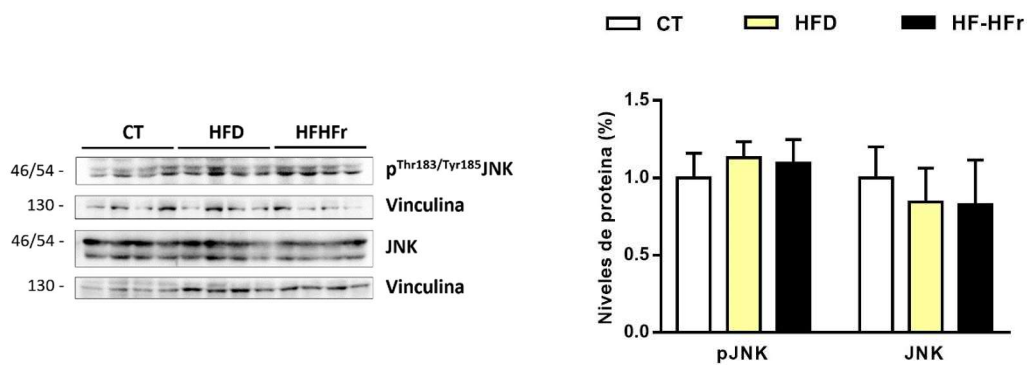 CT HFD HF-HFr
CT HFD HFHFr
46/54 - pThr183/Tyr185JNK
130 - Vinculina
46/54 - JNK
130 - Vinculina
Niveles de proteina (%)
1.5
1.0
0.5
0.0
pJNK JNK